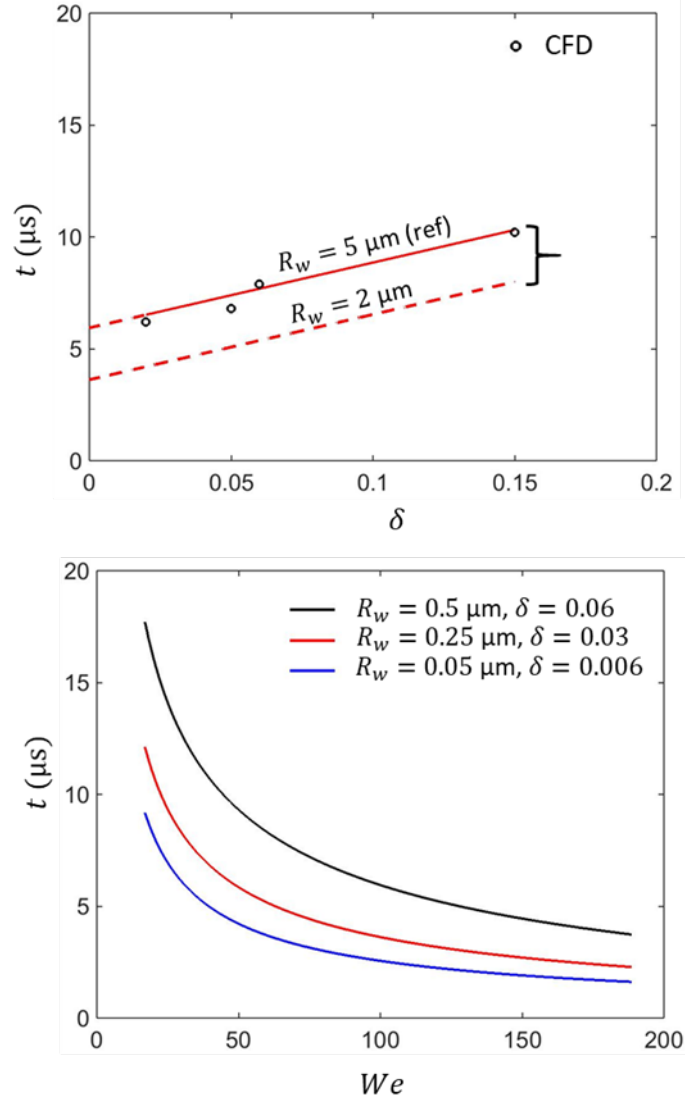 20
CFD
15
t (μs)
10
R_w = 5 μm (ref)
R_w = 2 μm
5
0
0 0.05 0.1 0.15 0.2
δ
20
R_w = 0.5 μm, δ = 0.06
R_w = 0.25 μm, δ = 0.03
R_w = 0.05 μm, δ = 0.006
15
t (μs)
10
5
0
0 50 100 150 200
We